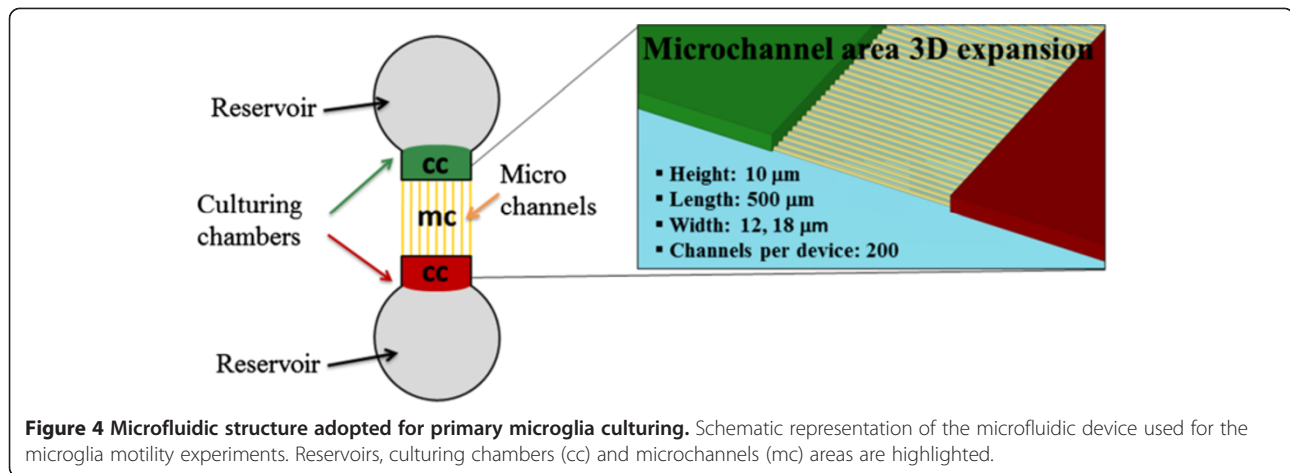 Reservoir
cc
Micro
channels
mc
Culturing
chambers
cc
Reservoir
Microchannel area 3D expansion
▪ Height: 10 µm
▪ Length: 500 µm
▪ Width: 12, 18 µm
▪ Channels per device: 200
Figure 4 Microfluidic structure adopted for primary microglia culturing. Schematic representation of the microfluidic device used for the
microglia motility experiments. Reservoirs, culturing chambers (cc) and microchannels (mc) areas are highlighted.